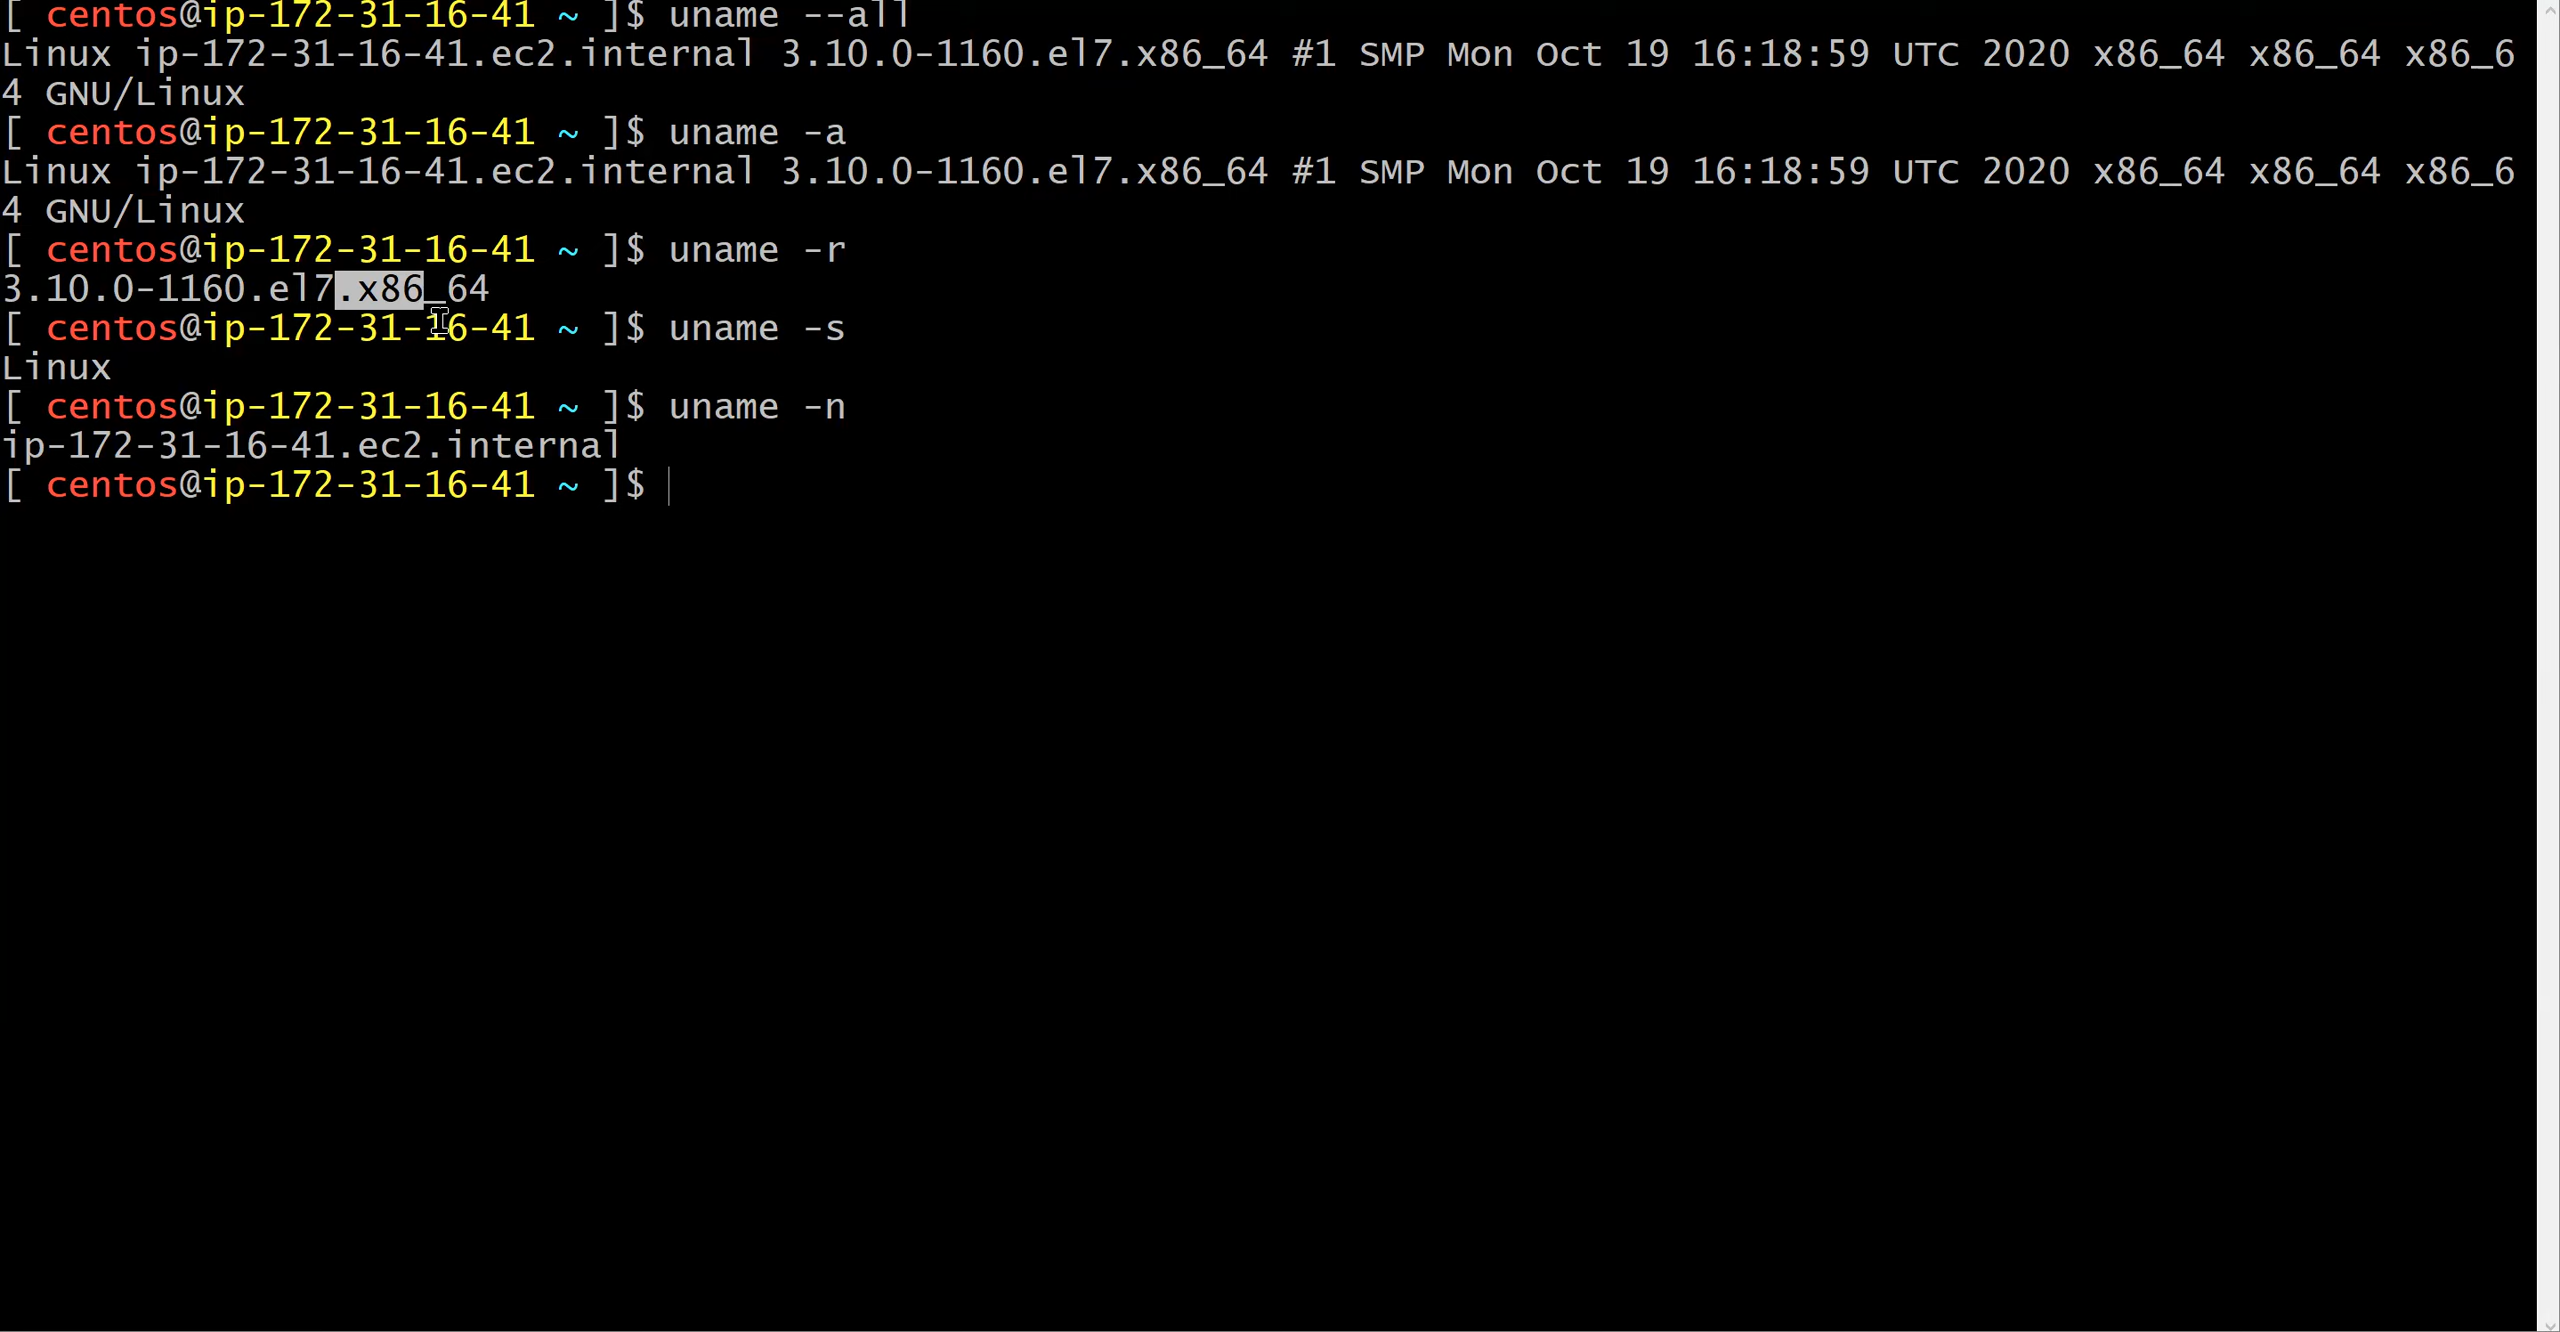 [ centos@ip-172-31-16-41 ~ ]$ uname --all
Linux ip-172-31-16-41.ec2.internal 3.10.0-1160.el7.x86_64 #1 SMP Mon Oct 19 16:18:59 UTC 2020 x86_64 x86_64 x86_6
4 GNU/Linux
[ centos@ip-172-31-16-41 ~ ]$ uname -a
Linux ip-172-31-16-41.ec2.internal 3.10.0-1160.el7.x86_64 #1 SMP Mon Oct 19 16:18:59 UTC 2020 x86_64 x86_64 x86_6
4 GNU/Linux
[ centos@ip-172-31-16-41 ~ ]$ uname -r
3.10.0-1160.el7.x86_64
[ centos@ip-172-31-16-41 ~ ]$ uname -s
Linux
[ centos@ip-172-31-16-41 ~ ]$ uname -n
ip-172-31-16-41.ec2.internal
[ centos@ip-172-31-16-41 ~ ]$